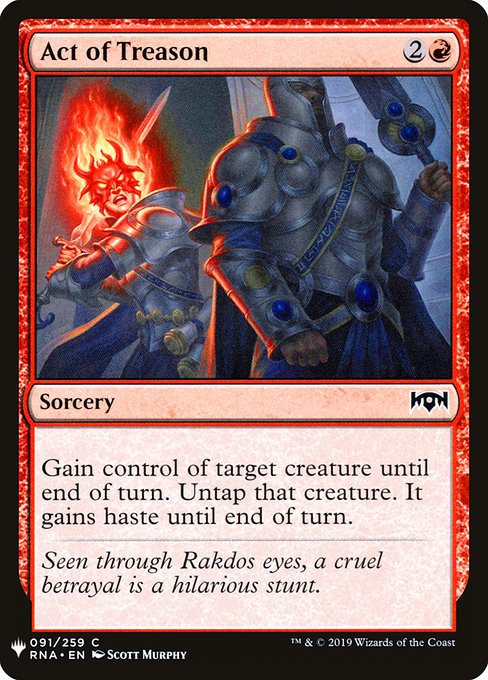 Act of Treason 2
Sorcery
Gain control of target creature until
end of turn. Untap that creature. It
gains haste until end of turn.
Seen through Rakdos eyes, a cruel
betrayal is a hilarious stunt.
091/259 C
RNA • EN Scott Murphy
™ & © 2019 Wizards of the Coast